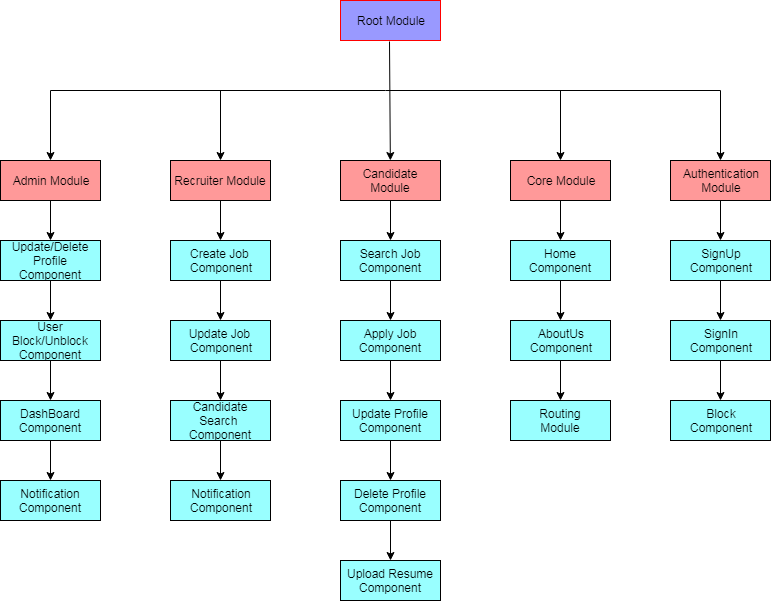 Root Module
Admin Module
Recruiter Module
Candidate
Module
Core Module
Authentication
Module
Update/Delete
Profile
Component
Create Job
Component
Search Job
Component
Home
Component
SignUp
Component
User
Block/Unblock
Component
Update Job
Component
Apply Job
Component
AboutUs
Component
SignIn
Component
DashBoard
Component
Candidate
Search
Component
Update Profile
Component
Routing
Module
Block
Component
Notification
Component
Notification
Component
Delete Profile
Component
Upload Resume
Component